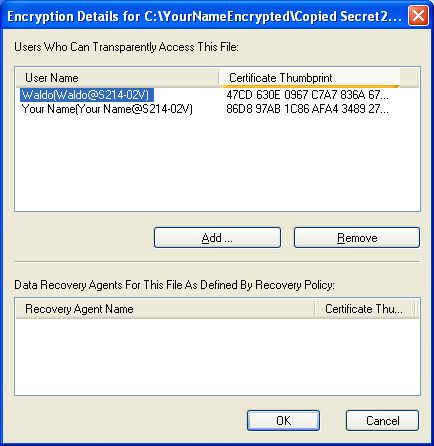 Encryption Details for C:\YourNameEncrypted\Copied Secret2...
Users Who Can Transparently Access This File:
User Name Certificate Thumbprint
Waldo(Waldo@S214-02V) 47CD 630E 0967 C7A7 836A 67...
Your Name(Your Name@S214-02V) 86D8 97AB 1C86 AFA4 3489 27...
Add ... Remove
Data Recovery Agents For This File As Defined By Recovery Policy:
Recovery Agent Name Certificate Thu...
OK Cancel